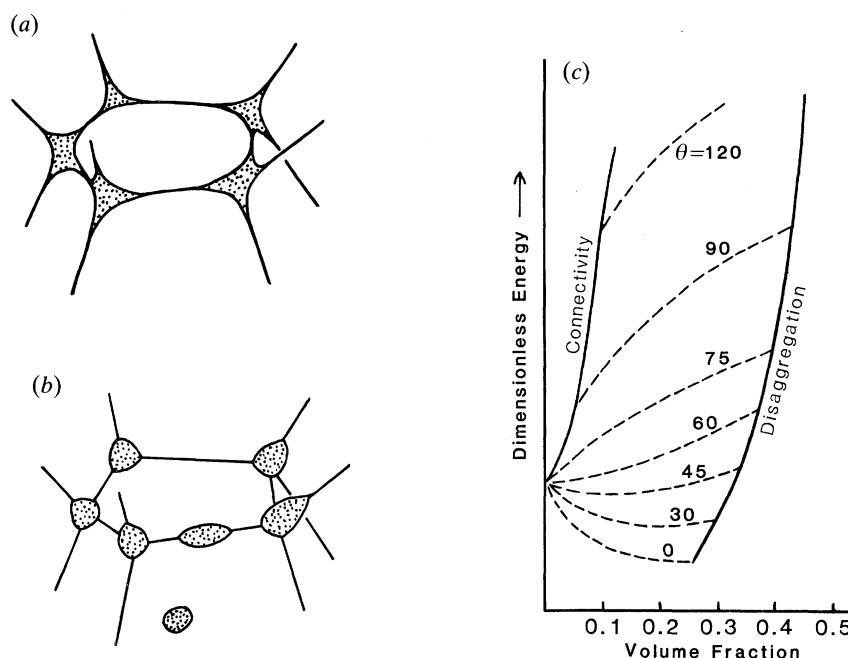 (a)
(b)
(c)
Dimensionless Energy →
Connectivity
Disaggregation
θ=120
90
75
60
45
30
0
0.1 0.2 0.3 0.4 0.5
Volume Fraction